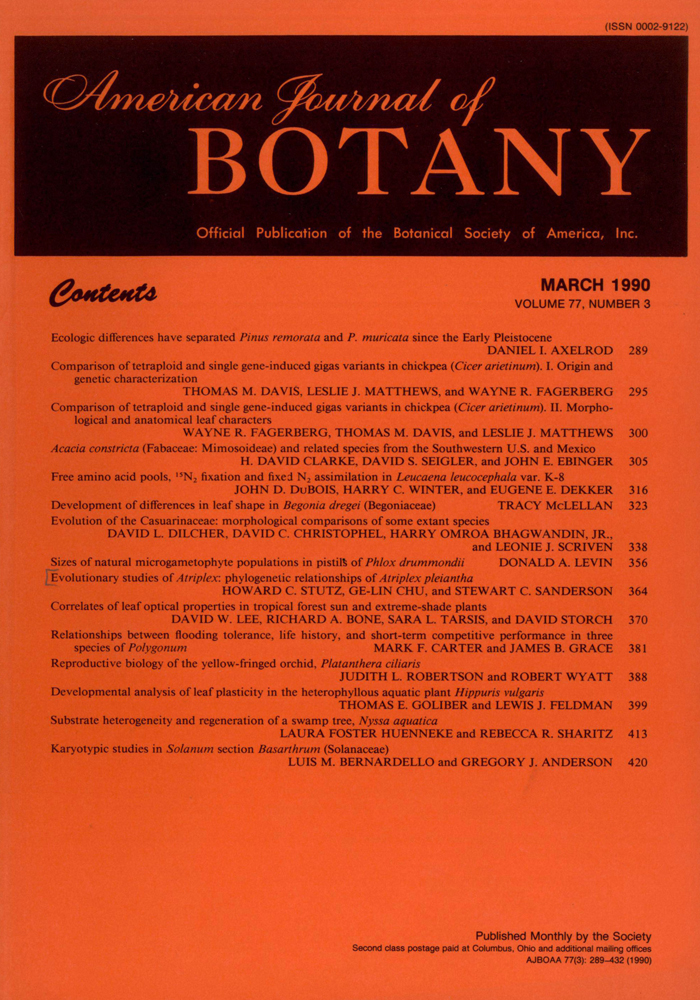 (ISSN 0002-9122)
American Journal of
BOTANY
Official Publication of the Botanical Society of America, Inc.
Contents
MARCH 1990
VOLUME 77, NUMBER 3
Ecologic differences have separated Pinus remorata and P. muricata since the Early Pleistocene
DANIEL I. AXELROD 289
Comparison of tetraploid and single gene-induced gigas variants in chickpea (Cicer arietinum). I. Origin and
genetic characterization
THOMAS M. DAVIS, LESLIE J. MATTHEWS, and WAYNE R. FAGERBERG 295
Comparison of tetraploid and single gene-induced gigas variants in chickpea (Cicer arietinum). II. Morpho-
logical and anatomical leaf characters
WAYNE R. FAGERBERG, THOMAS M. DAVIS, and LESLIE J. MATTHEWS 300
Acacia constricta (Fabaceae: Mimosoideae) and related species from the Southwestern U.S. and Mexico
H. DAVID CLARKE, DAVID S. SEIGLER, and JOHN E. EBINGER 305
Free amino acid pools, ¹⁵N₂ fixation and fixed N₂ assimilation in Leucaena leucocephala var. K-8
JOHN D. DuBOIS, HARRY C. WINTER, and EUGENE E. DEKKER 316
Development of differences in leaf shape in Begonia dregei (Begoniaceae) TRACY McLELLAN 323
Evolution of the Casuarinaceae: morphological comparisons of some extant species
DAVID L. DILCHER, DAVID C. CHRISTOPHEL, HARRY OMROA BHAGWANDIN, JR.,
and LEONIE J. SCRIVEN 338
Sizes of natural microgametophyte populations in pistils of Phlox drummondii DONALD A. LEVIN 356
Evolutionary studies of Atriplex: phylogenetic relationships of Atriplex pleiantha
HOWARD C. STUTZ, GE-LIN CHU, and STEWART C. SANDERSON 364
Correlates of leaf optical properties in tropical forest sun and extreme-shade plants
DAVID W. LEE, RICHARD A. BONE, SARA L. TARSIS, and DAVID STORCH 370
Relationships between flooding tolerance, life history, and short-term competitive performance in three
species of Polygonum MARK F. CARTER and JAMES B. GRACE 381
Reproductive biology of the yellow-fringed orchid, Platanthera ciliaris
JUDITH L. ROBERTSON and ROBERT WYATT 388
Developmental analysis of leaf plasticity in the heterophyllous aquatic plant Hippuris vulgaris
THOMAS E. GOLIBER and LEWIS J. FELDMAN 399
Substrate heterogeneity and regeneration of a swamp tree, Nyssa aquatica
LAURA FOSTER HUENNEKE and REBECCA R. SHARITZ 413
Karyotypic studies in Solanum section Basarthrum (Solanaceae)
LUIS M. BERNARDELLO and GREGORY J. ANDERSON 420
Published Monthly by the Society
Second class postage paid at Columbus, Ohio and additional mailing offices
AJBOAA 77(3): 289–432 (1990)